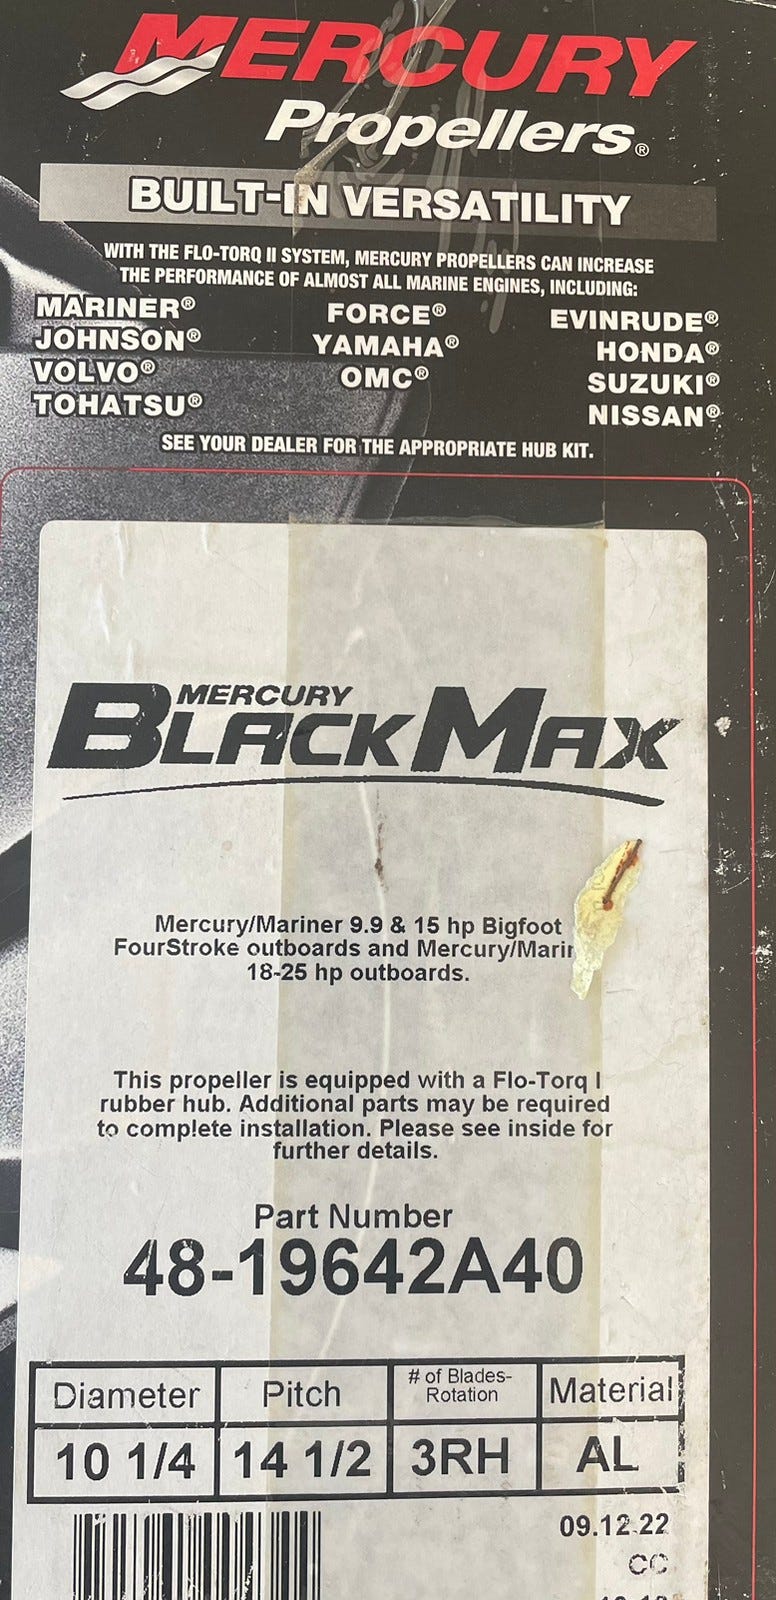 MERCURY
Propellers®
BUILT-IN VERSATILITY
WITH THE FLO-TORQ II SYSTEM, MERCURY PROPELLERS CAN INCREASE
THE PERFORMANCE OF ALMOST ALL MARINE ENGINES, INCLUDING:
MARINER® FORCE® EVINRUDE®
JOHNSON® YAMAHA® HONDA®
VOLVO® OMC® SUZUKI®
TOHATSU® NISSAN®
SEE YOUR DEALER FOR THE APPROPRIATE HUB KIT.
MERCURY
BLACKMAX
Mercury/Mariner 9.9 & 15 hp Bigfoot
FourStroke outboards and Mercury/Marin
18-25 hp outboards.
This propeller is equipped with a Flo-Torq I
rubber hub. Additional parts may be required
to complete installation. Please see inside for
further details.
Part Number
48-19642A40
Diameter Pitch # of Blades-Rotation Material
10 1/4 14 1/2 3RH AL
09.12.22
CC